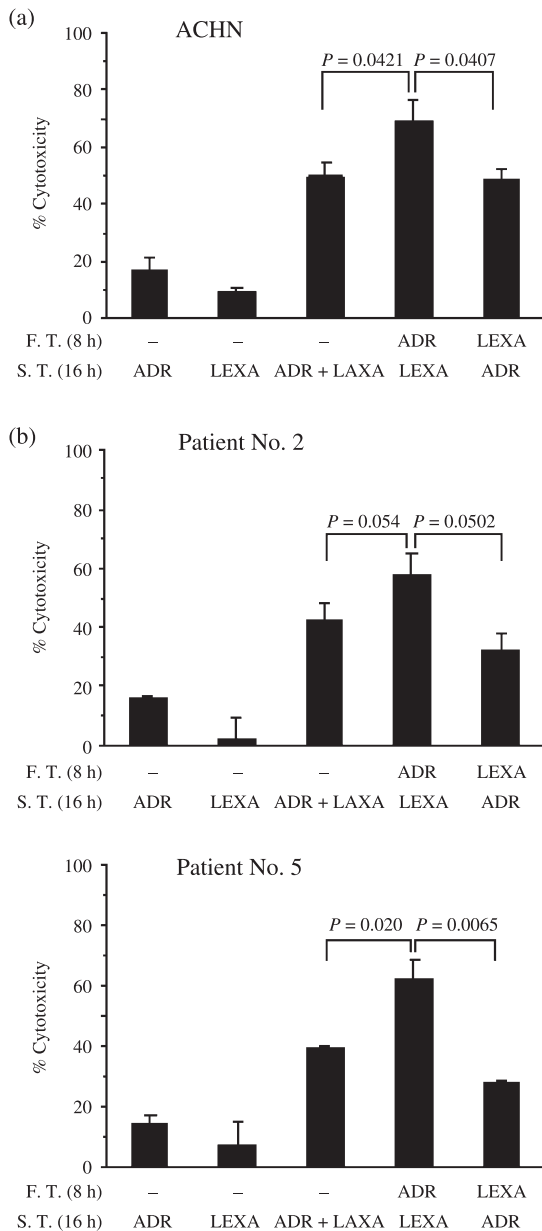 (a)
ACHN
100
80
60
40
20
0
% Cytotoxicity
P = 0.0421 P = 0.0407
F. T. (8 h) – – – ADR LEXA
S. T. (16 h) ADR LEXA ADR + LAXA LEXA ADR
(b)
Patient No. 2
100
80
60
40
20
0
% Cytotoxicity
P = 0.054 P = 0.0502
F. T. (8 h) – – – ADR LEXA
S. T. (16 h) ADR LEXA ADR + LAXA LEXA ADR
Patient No. 5
100
80
60
40
20
0
% Cytotoxicity
P = 0.020 P = 0.0065
F. T. (8 h) – – – ADR LEXA
S. T. (16 h) ADR LEXA ADR + LAXA LEXA ADR